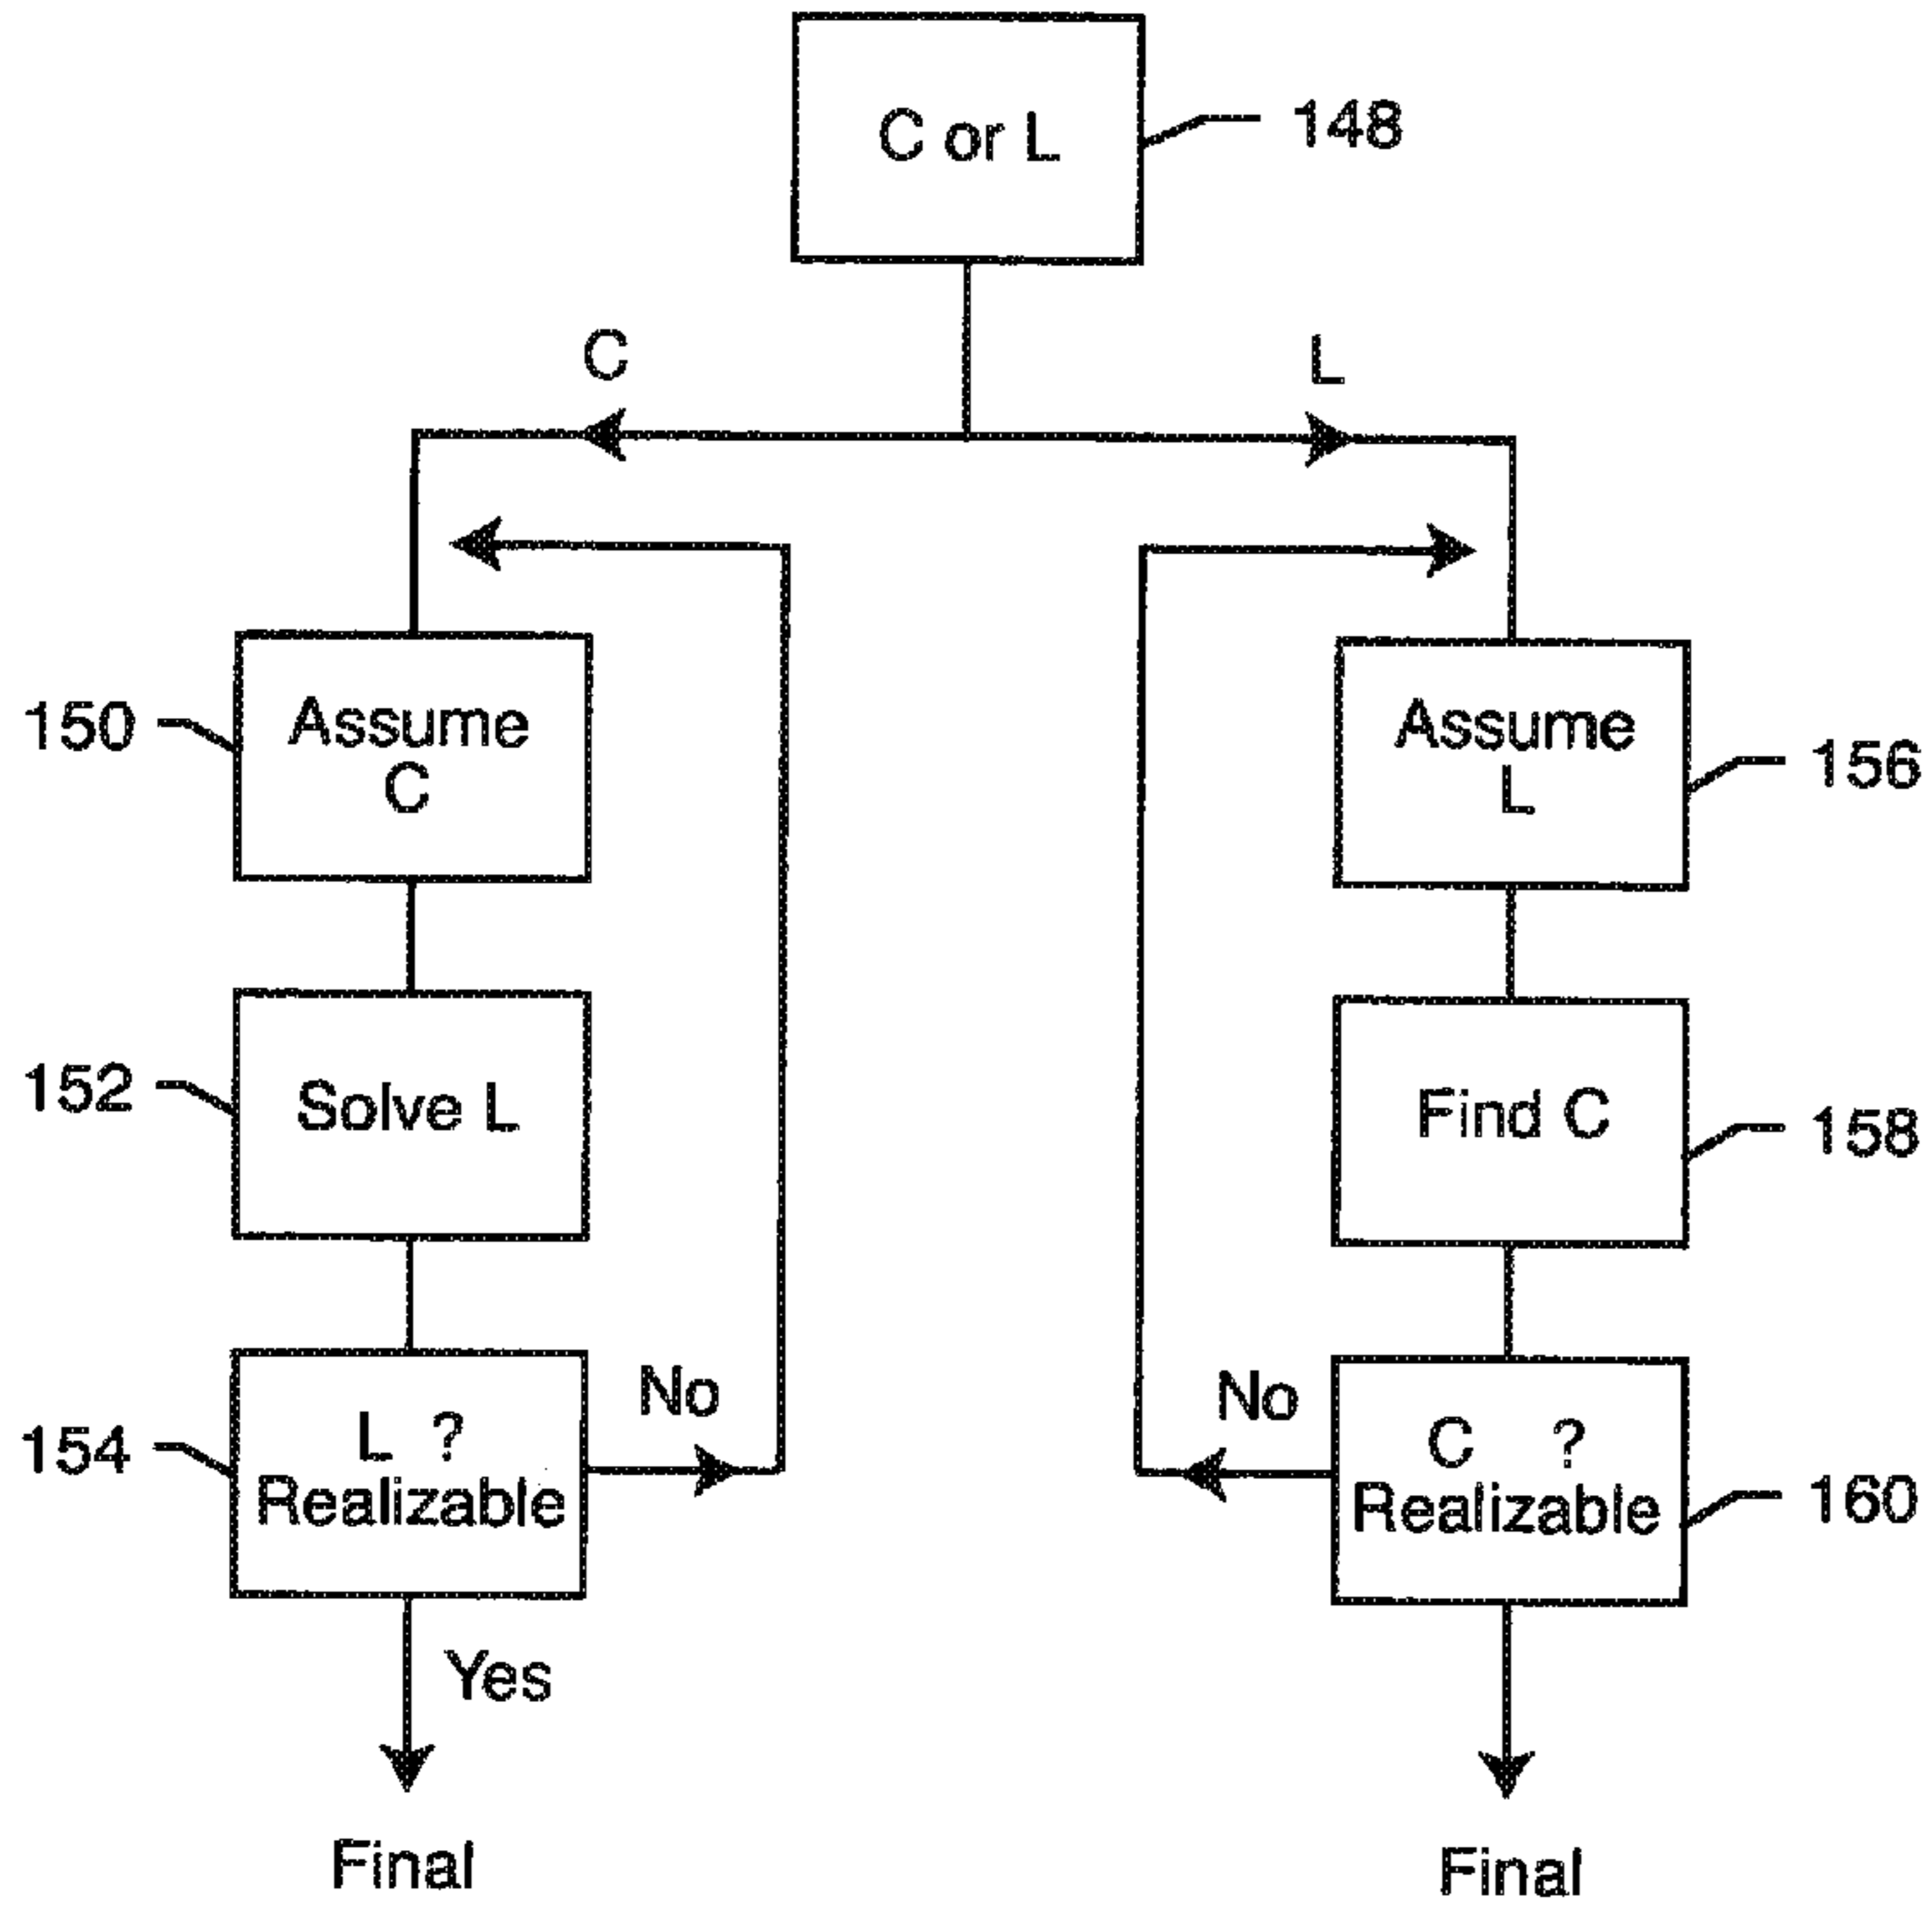 C or L
148
C
L
150
Assume
C
Assume
L
156
152
Solve L
Find C
158
154
L ?
Realizable
No
No
C ?
Realizable
160
Yes
Final
Final